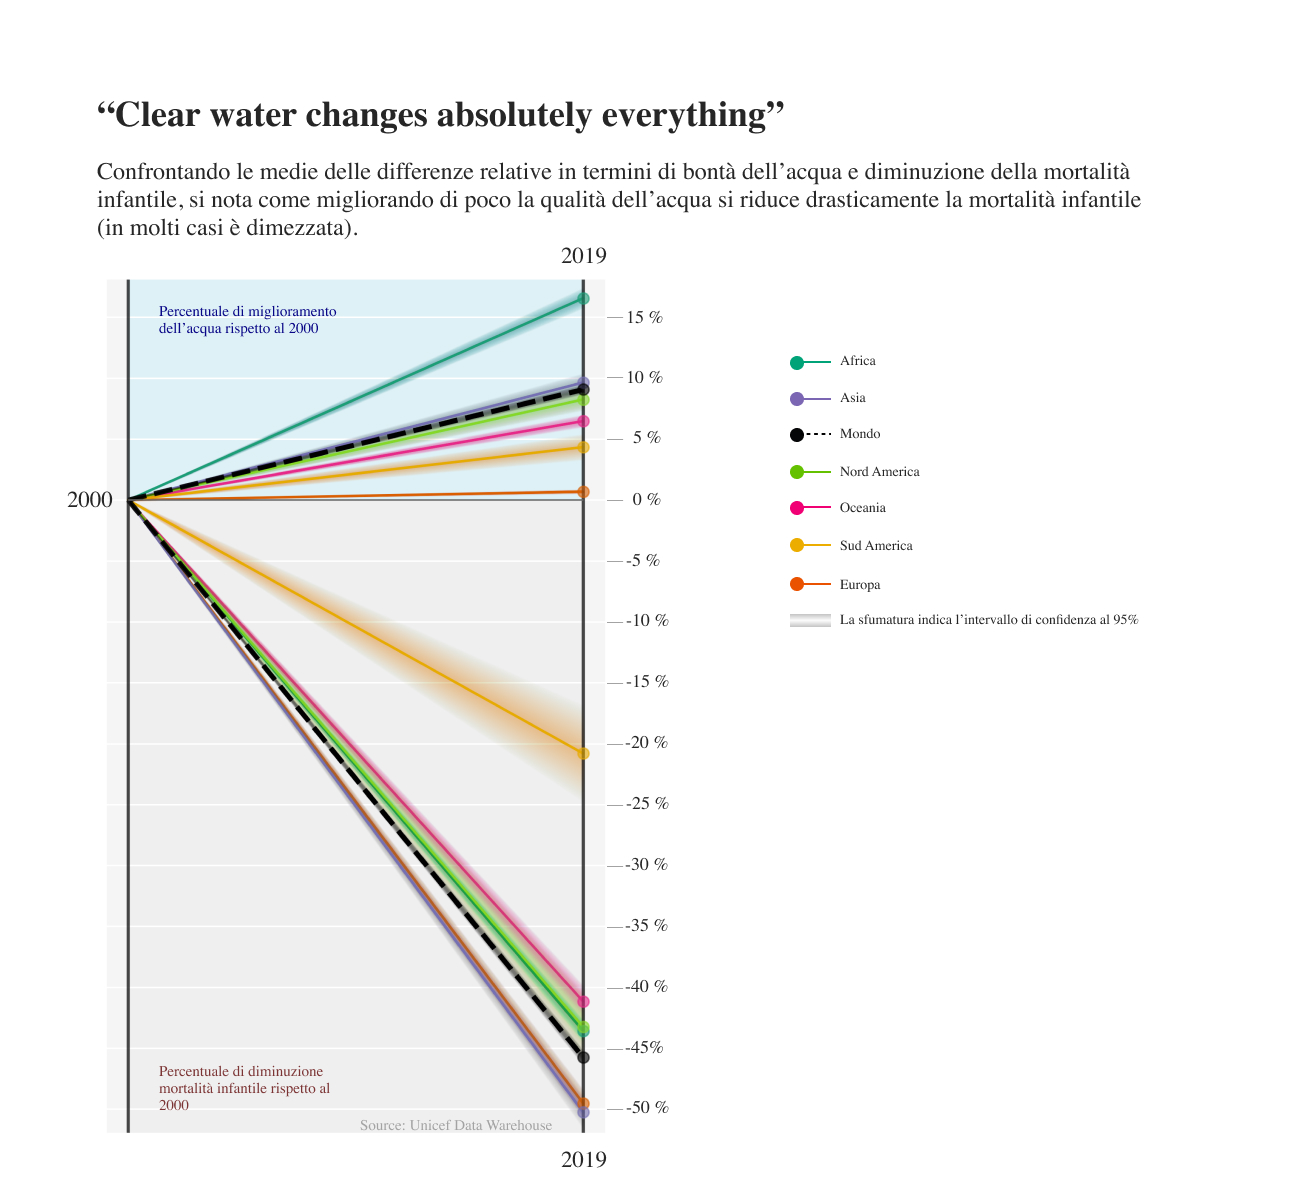 “Clear water changes absolutely everything”
Confrontando le medie delle differenze relative in termini di bontà dell’acqua e diminuzione della mortalità
infantile, si nota come migliorando di poco la qualità dell’acqua si riduce drasticamente la mortalità infantile
(in molti casi è dimezzata).
2019
Percentuale di miglioramento
dell’acqua rispetto al 2000
15 %
10 %
5 %
2000
0 %
-5 %
-10 %
-15 %
-20 %
-25 %
-30 %
-35 %
-40 %
-45%
-50 %
Africa
Asia
Mondo
Nord America
Oceania
Sud America
Europa
La sfumatura indica l’intervallo di confidenza al 95%
Percentuale di diminuzione
mortalità infantile rispetto al
2000
Source: Unicef Data Warehouse
2019